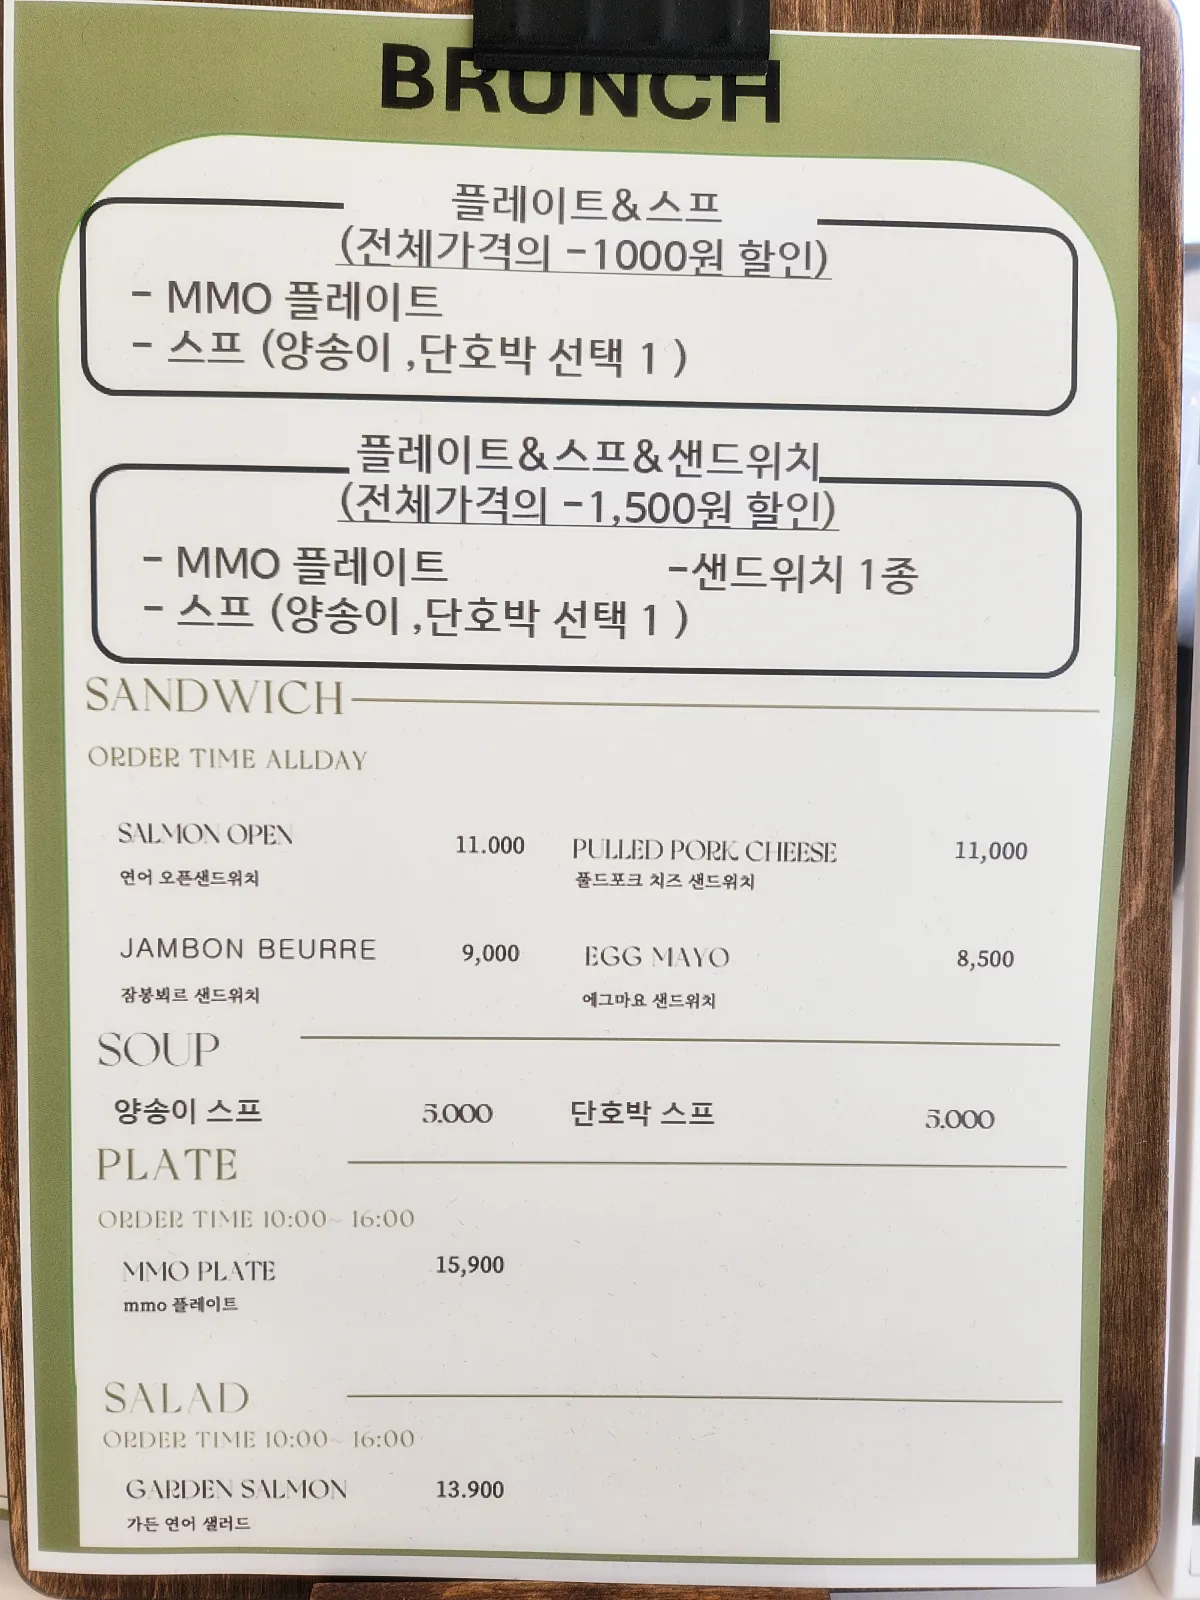 BRUNCH
플레이트&스프
(전체가격의 -1000원 할인)
- MMO 플레이트
- 스프 (양송이 ,단호박 선택 1 )
플레이트&스프&샌드위치
(전체가격의 -1,500원 할인)
- MMO 플레이트 -샌드위치 1종
- 스프 (양송이 ,단호박 선택 1 )
SANDWICH
ORDER TIME ALLDAY
SALMON OPEN 11.000 PULLED PORK CHEESE 11,000
연어 오픈샌드위치 풀드포크 치즈 샌드위치
JAMBON BEURRE 9,000 EGG MAYO 8,500
잠봉뵈르 샌드위치 에그마요 샌드위치
SOUP
양송이 스프 5.000 단호박 스프 5.000
PLATE
ORDER TIME 10:00~ 16:00
MMO PLATE 15,900
mmo 플레이트
SALAD
ORDER TIME 10:00~ 16:00
GARDEN SALMON 13.900
가든 연어 샐러드